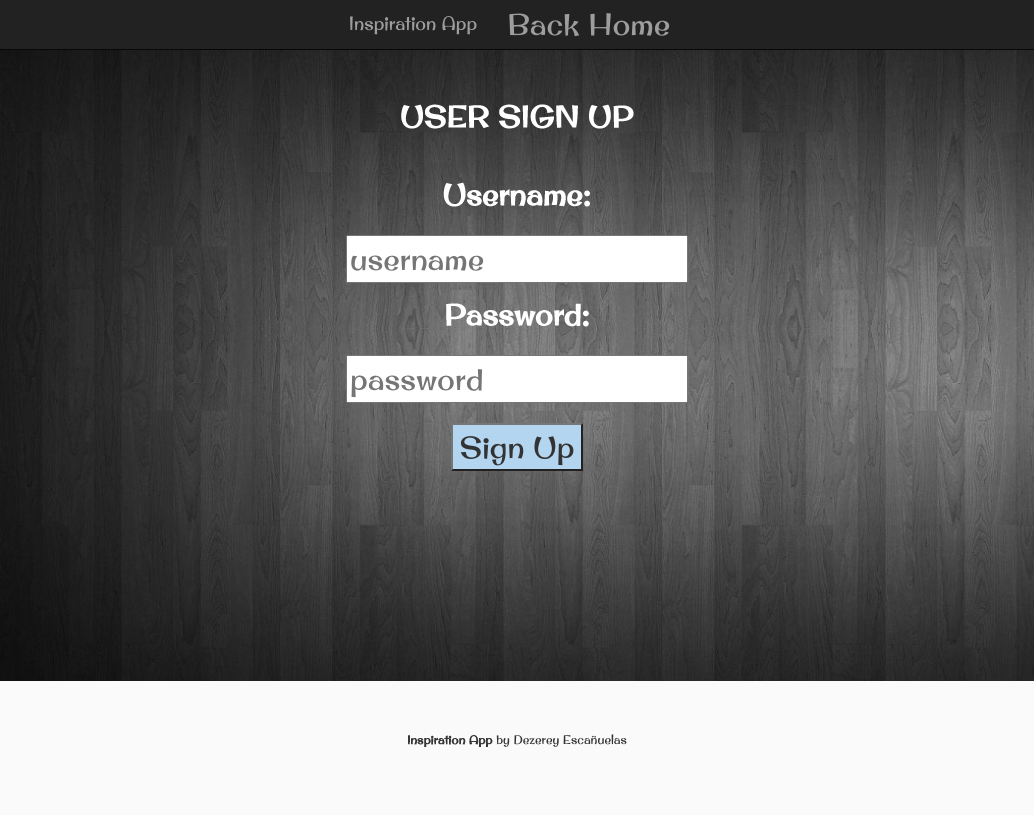 Inspiration App Back Home
USER SIGN UP
Username:
username
Password:
password
Sign Up
Inspiration App by Dezerey Escañuelas